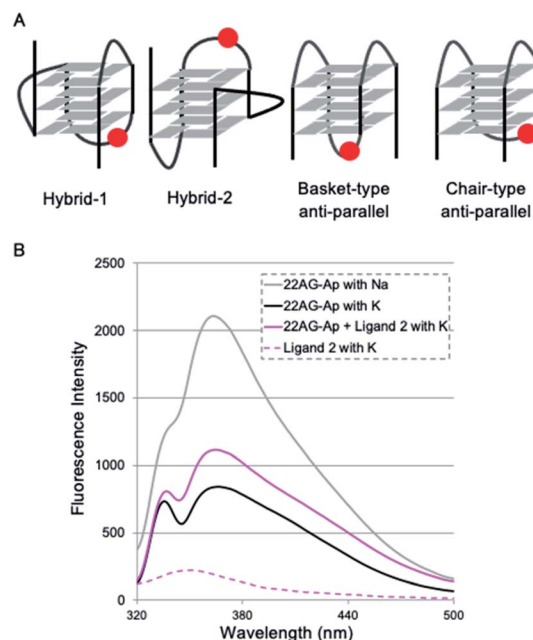 A
Hybrid-1
Hybrid-2
Basket-type
anti-parallel
Chair-type
anti-parallel
B
2500
2000
1500
1000
500
0
Fluorescence Intensity
22AG-Ap with Na
22AG-Ap with K
22AG-Ap + Ligand 2 with K
Ligand 2 with K
320
380
440
500
Wavelength (nm)